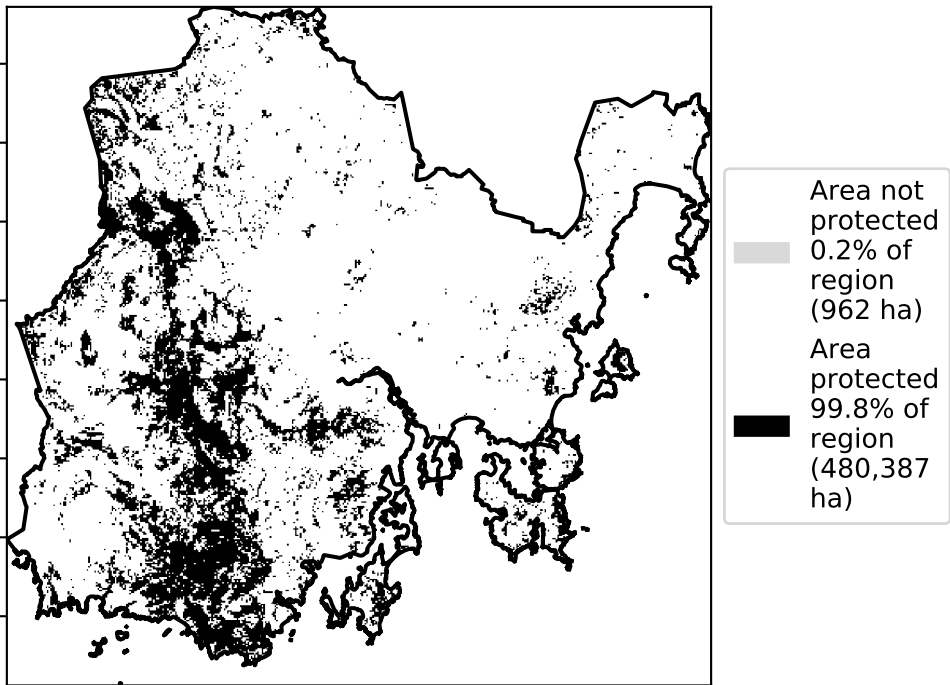 Area not
protected
0.2% of
region
(962 ha)
Area
protected
99.8% of
region
(480,387
ha)